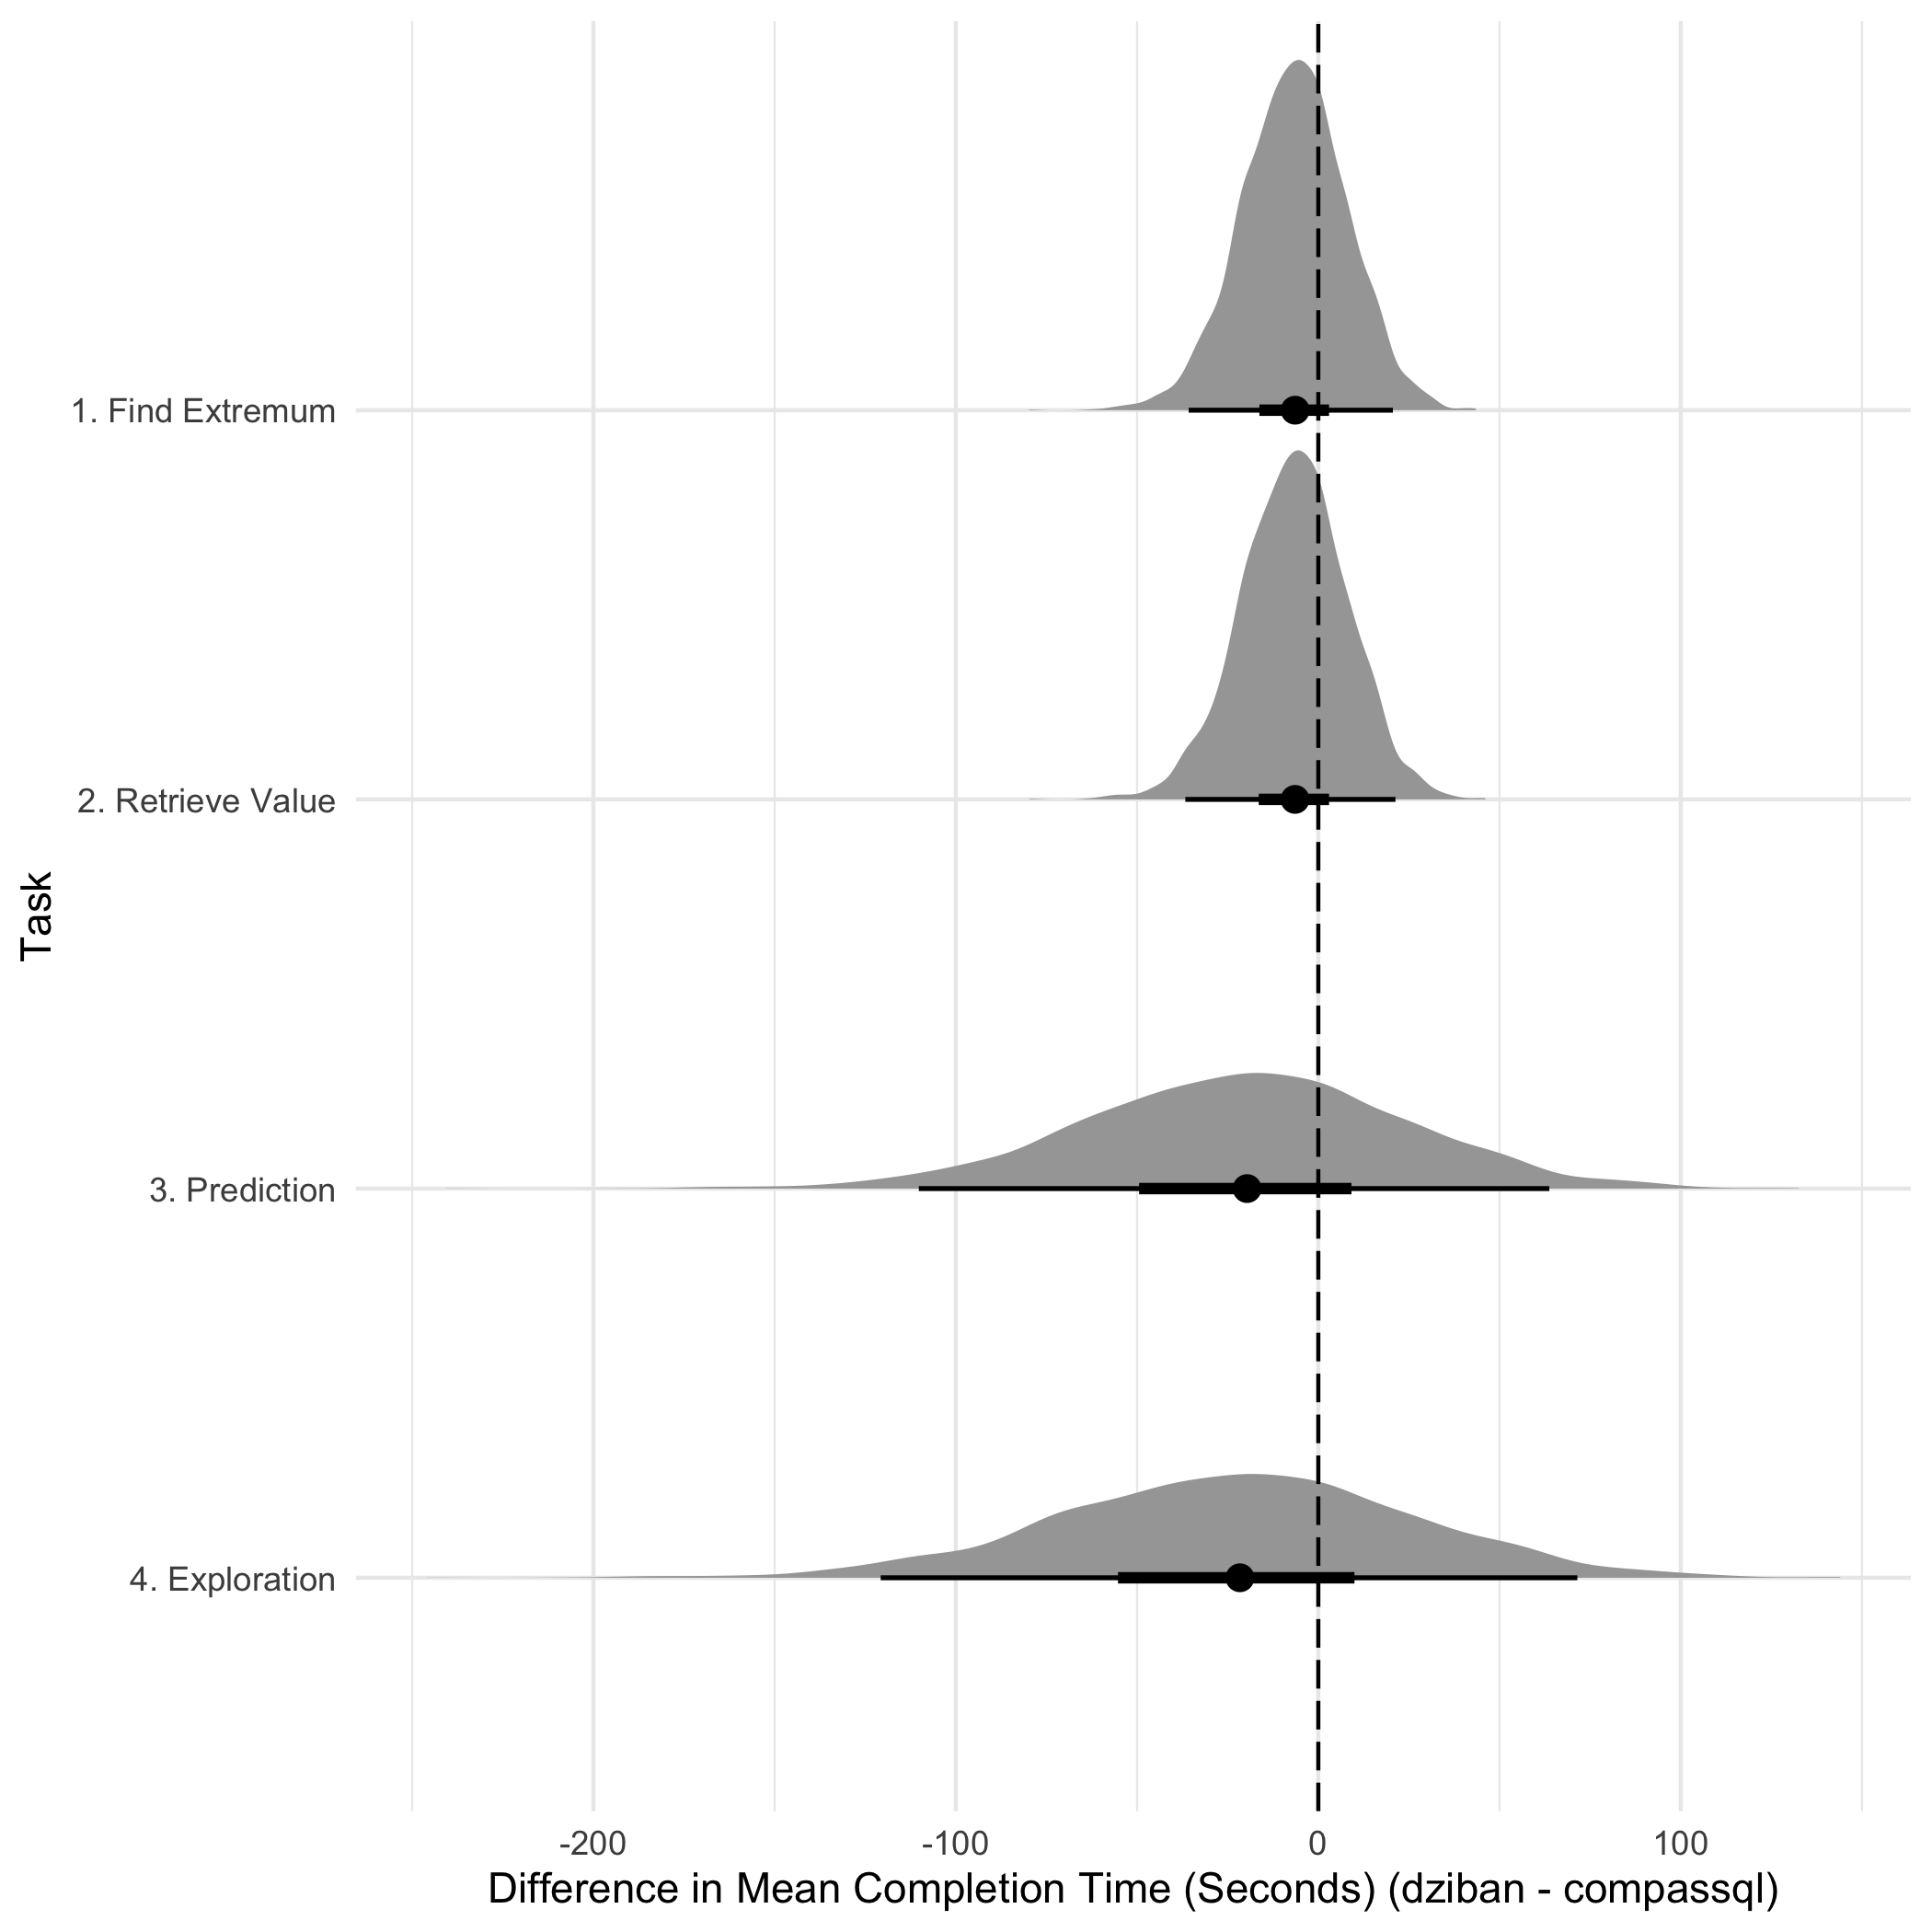 1. Find Extremum
2. Retrieve Value
3. Prediction
4. Exploration
Task
-200
-100
0
100
Difference in Mean Completion Time (Seconds) (dziban - compassql)